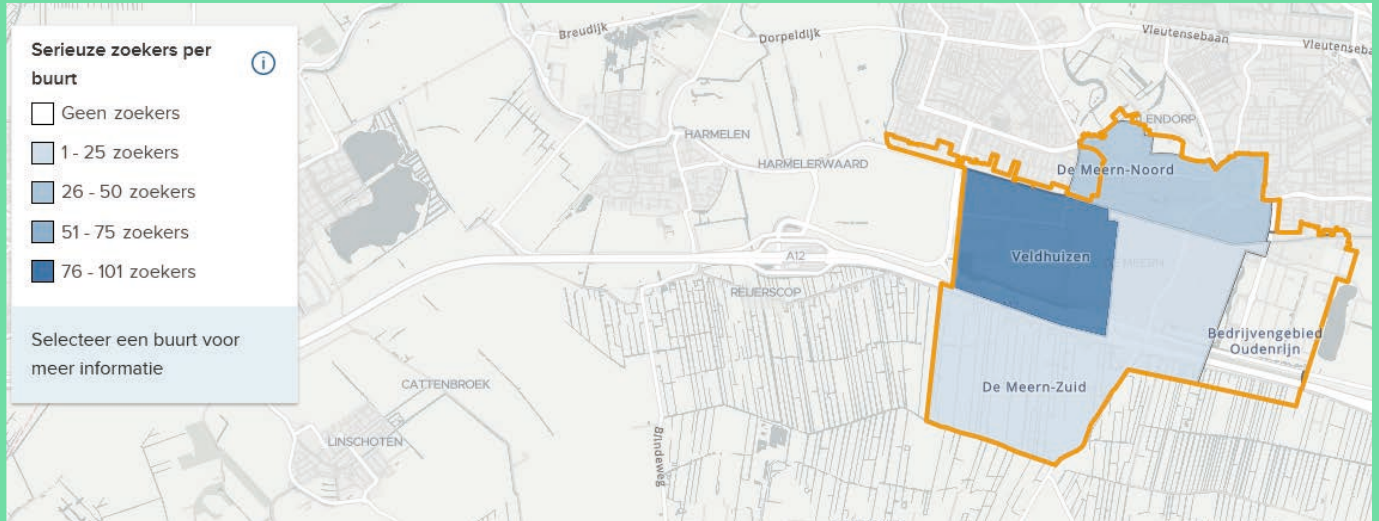 Serieuze zoekers per
buurt
Geen zoekers
1 - 25 zoekers
26 - 50 zoekers
51 - 75 zoekers
76 - 101 zoekers
Selecteer een buurt voor
meer informatie
Breudijk
Dorpeldijk
Vleutensebaan
HARMELEN
HARMELERWAARD
LENDORP
De Meern-Noord
Veldhuizen
MEERN
A12
REIJERSCOP
Bedrijvengebied
Oudenrijn
De Meern-Zuid
CATTENBROEK
LINSCHOTEN